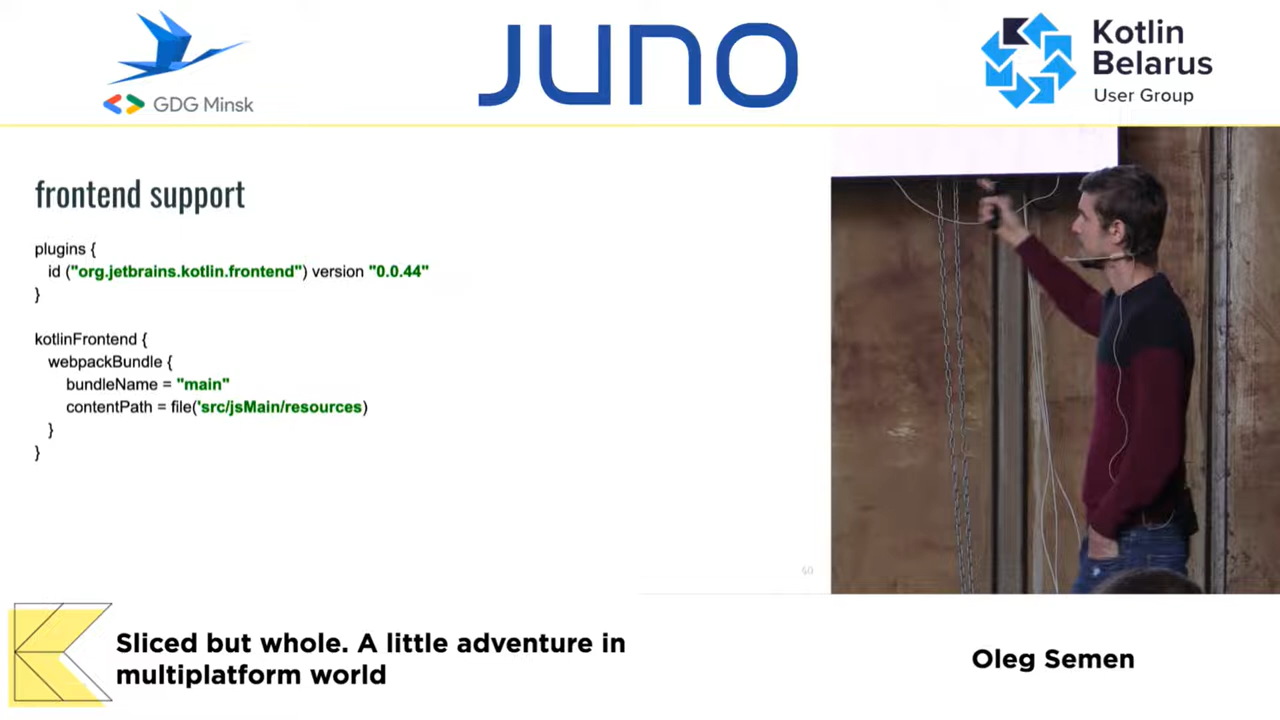 GDG Minsk
JUNO
Kotlin
Belarus
User Group
frontend support
plugins {
id ("org.jetbrains.kotlin.frontend") version "0.0.44"
}
kotlinFrontend {
webpackBundle {
bundleName = "main"
contentPath = file('src/jsMain/resources)
}
}
60
Sliced but whole. A little adventure in
multiplatform world
Oleg Semen